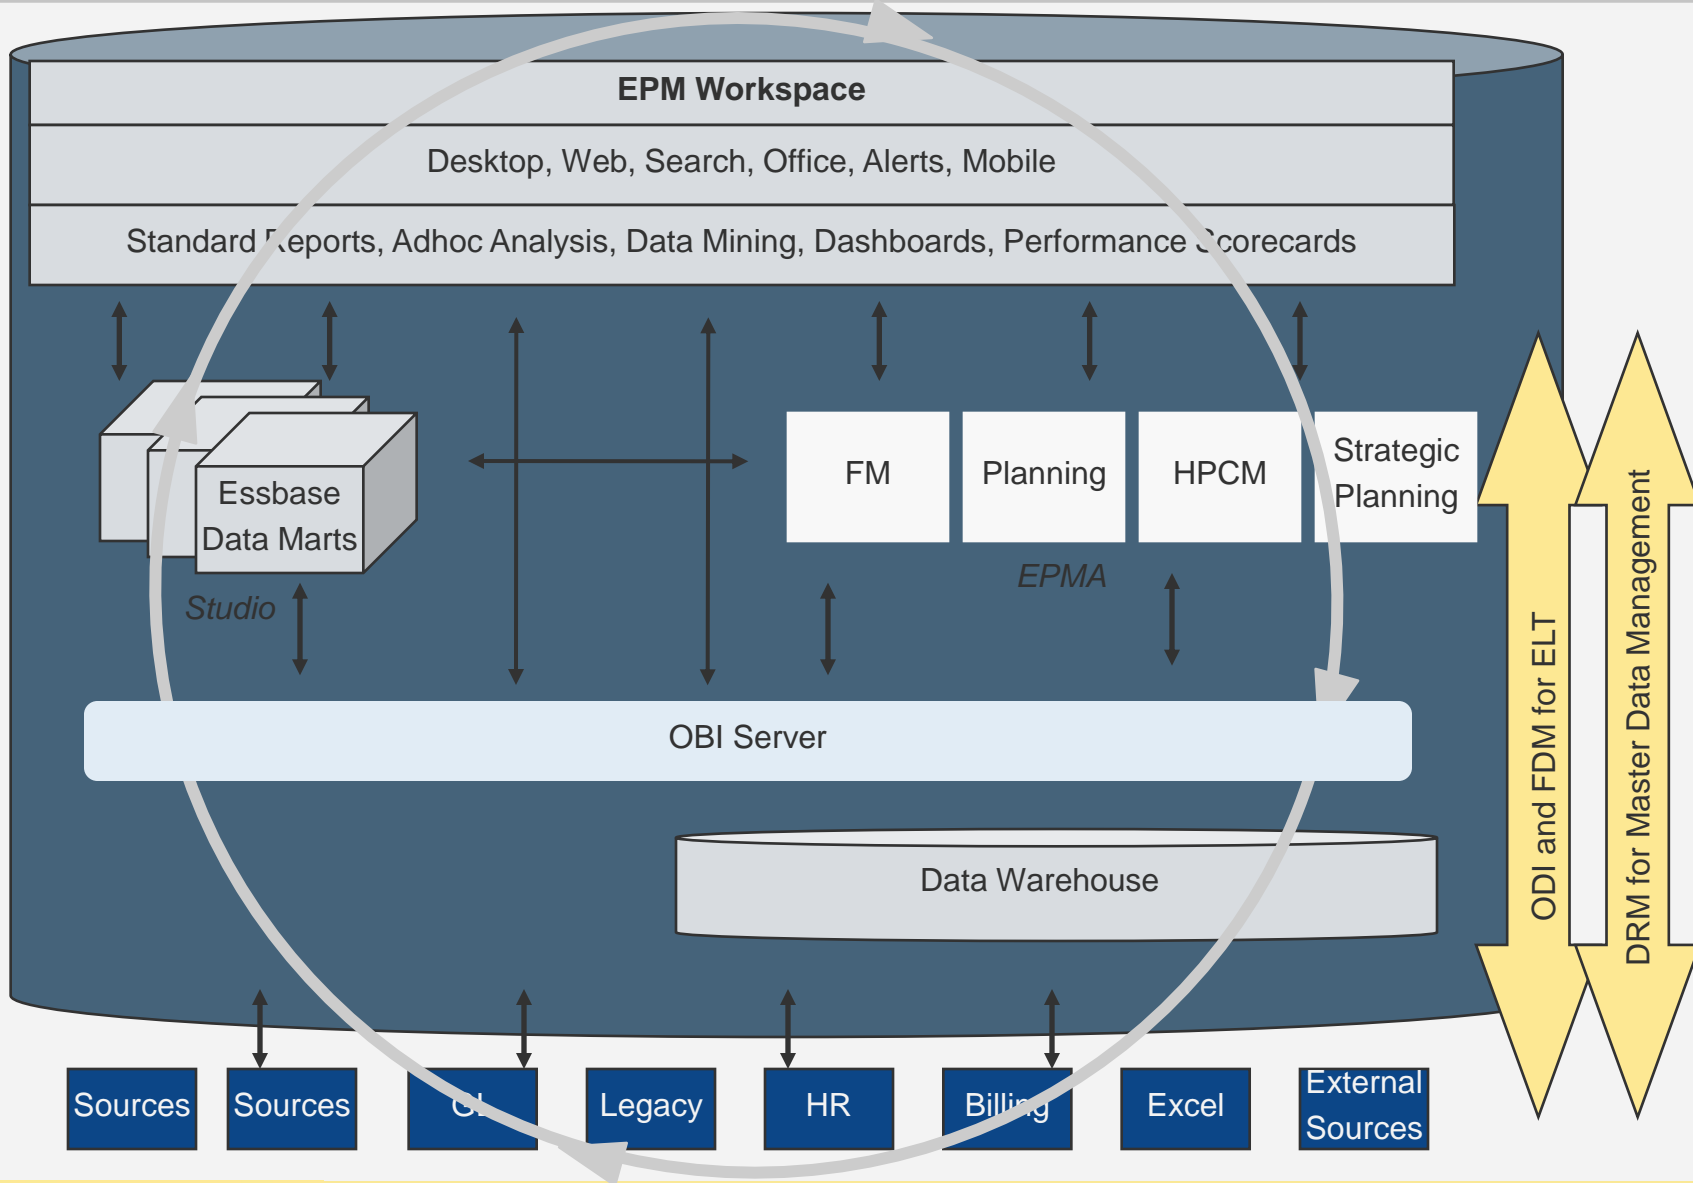 EPM Workspace
Desktop, Web, Search, Office, Alerts, Mobile
Standard Reports, Adhoc Analysis, Data Mining, Dashboards, Performance Scorecards
Essbase
Data Marts
Studio
FM
Planning
HPCM
Strategic
Planning
EPMA
OBI Server
Data Warehouse
ODI and FDM for ELT
DRM for Master Data Management
Sources
Sources
GL
Legacy
HR
Billing
Excel
External
Sources